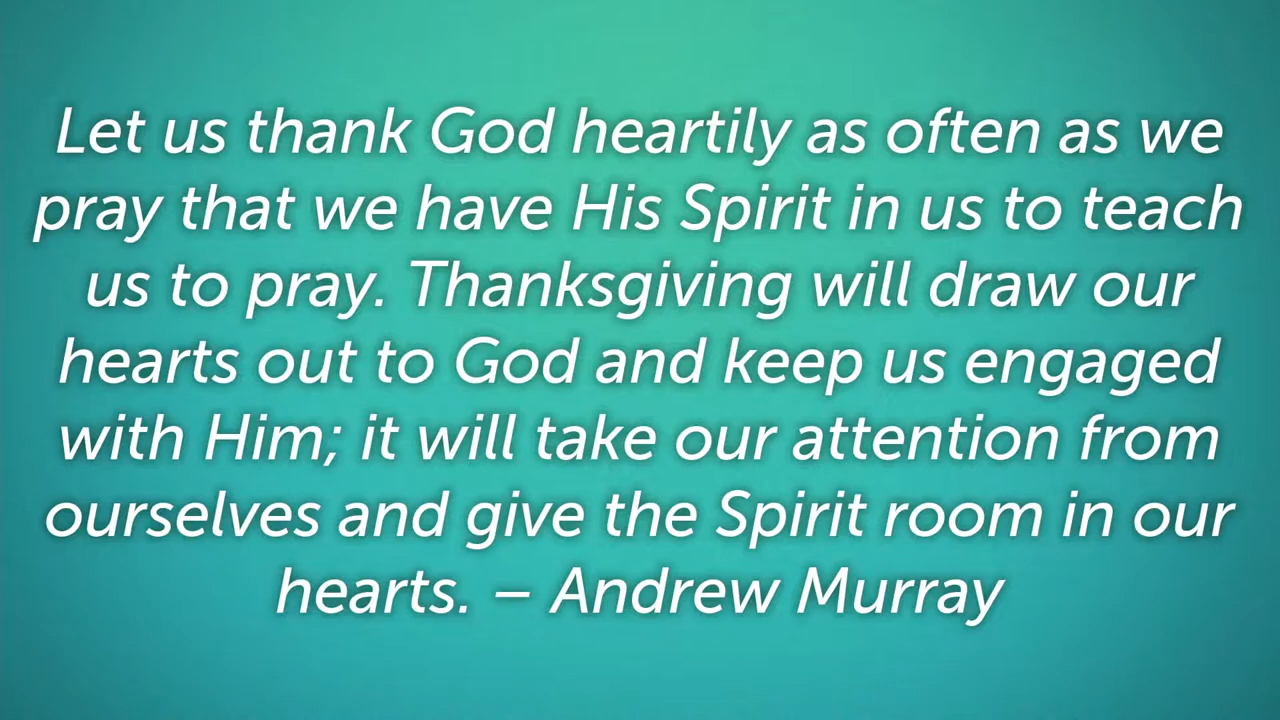 Let us thank God heartily as often as we
pray that we have His Spirit in us to teach
us to pray. Thanksgiving will draw our
hearts out to God and keep us engaged
with Him; it will take our attention from
ourselves and give the Spirit room in our
hearts. – Andrew Murray